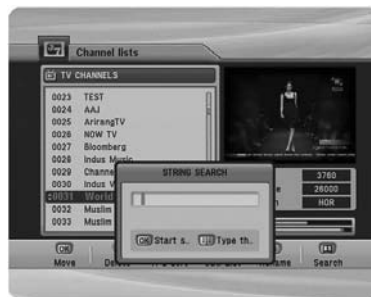 Channel lists
TV CHANNELS
0023 TEST
0024 AAJ
0025 ArirangTV
0026 NOW TV
0027 Bloomberg
0028 Indus Music
0029 Channe
0030 Indus V
0031 World
0032 Muslim
0033 Muslim
STRING SEARCH
OK Start s.. Type th..
3760
26000
HOR
OK
Move
Search